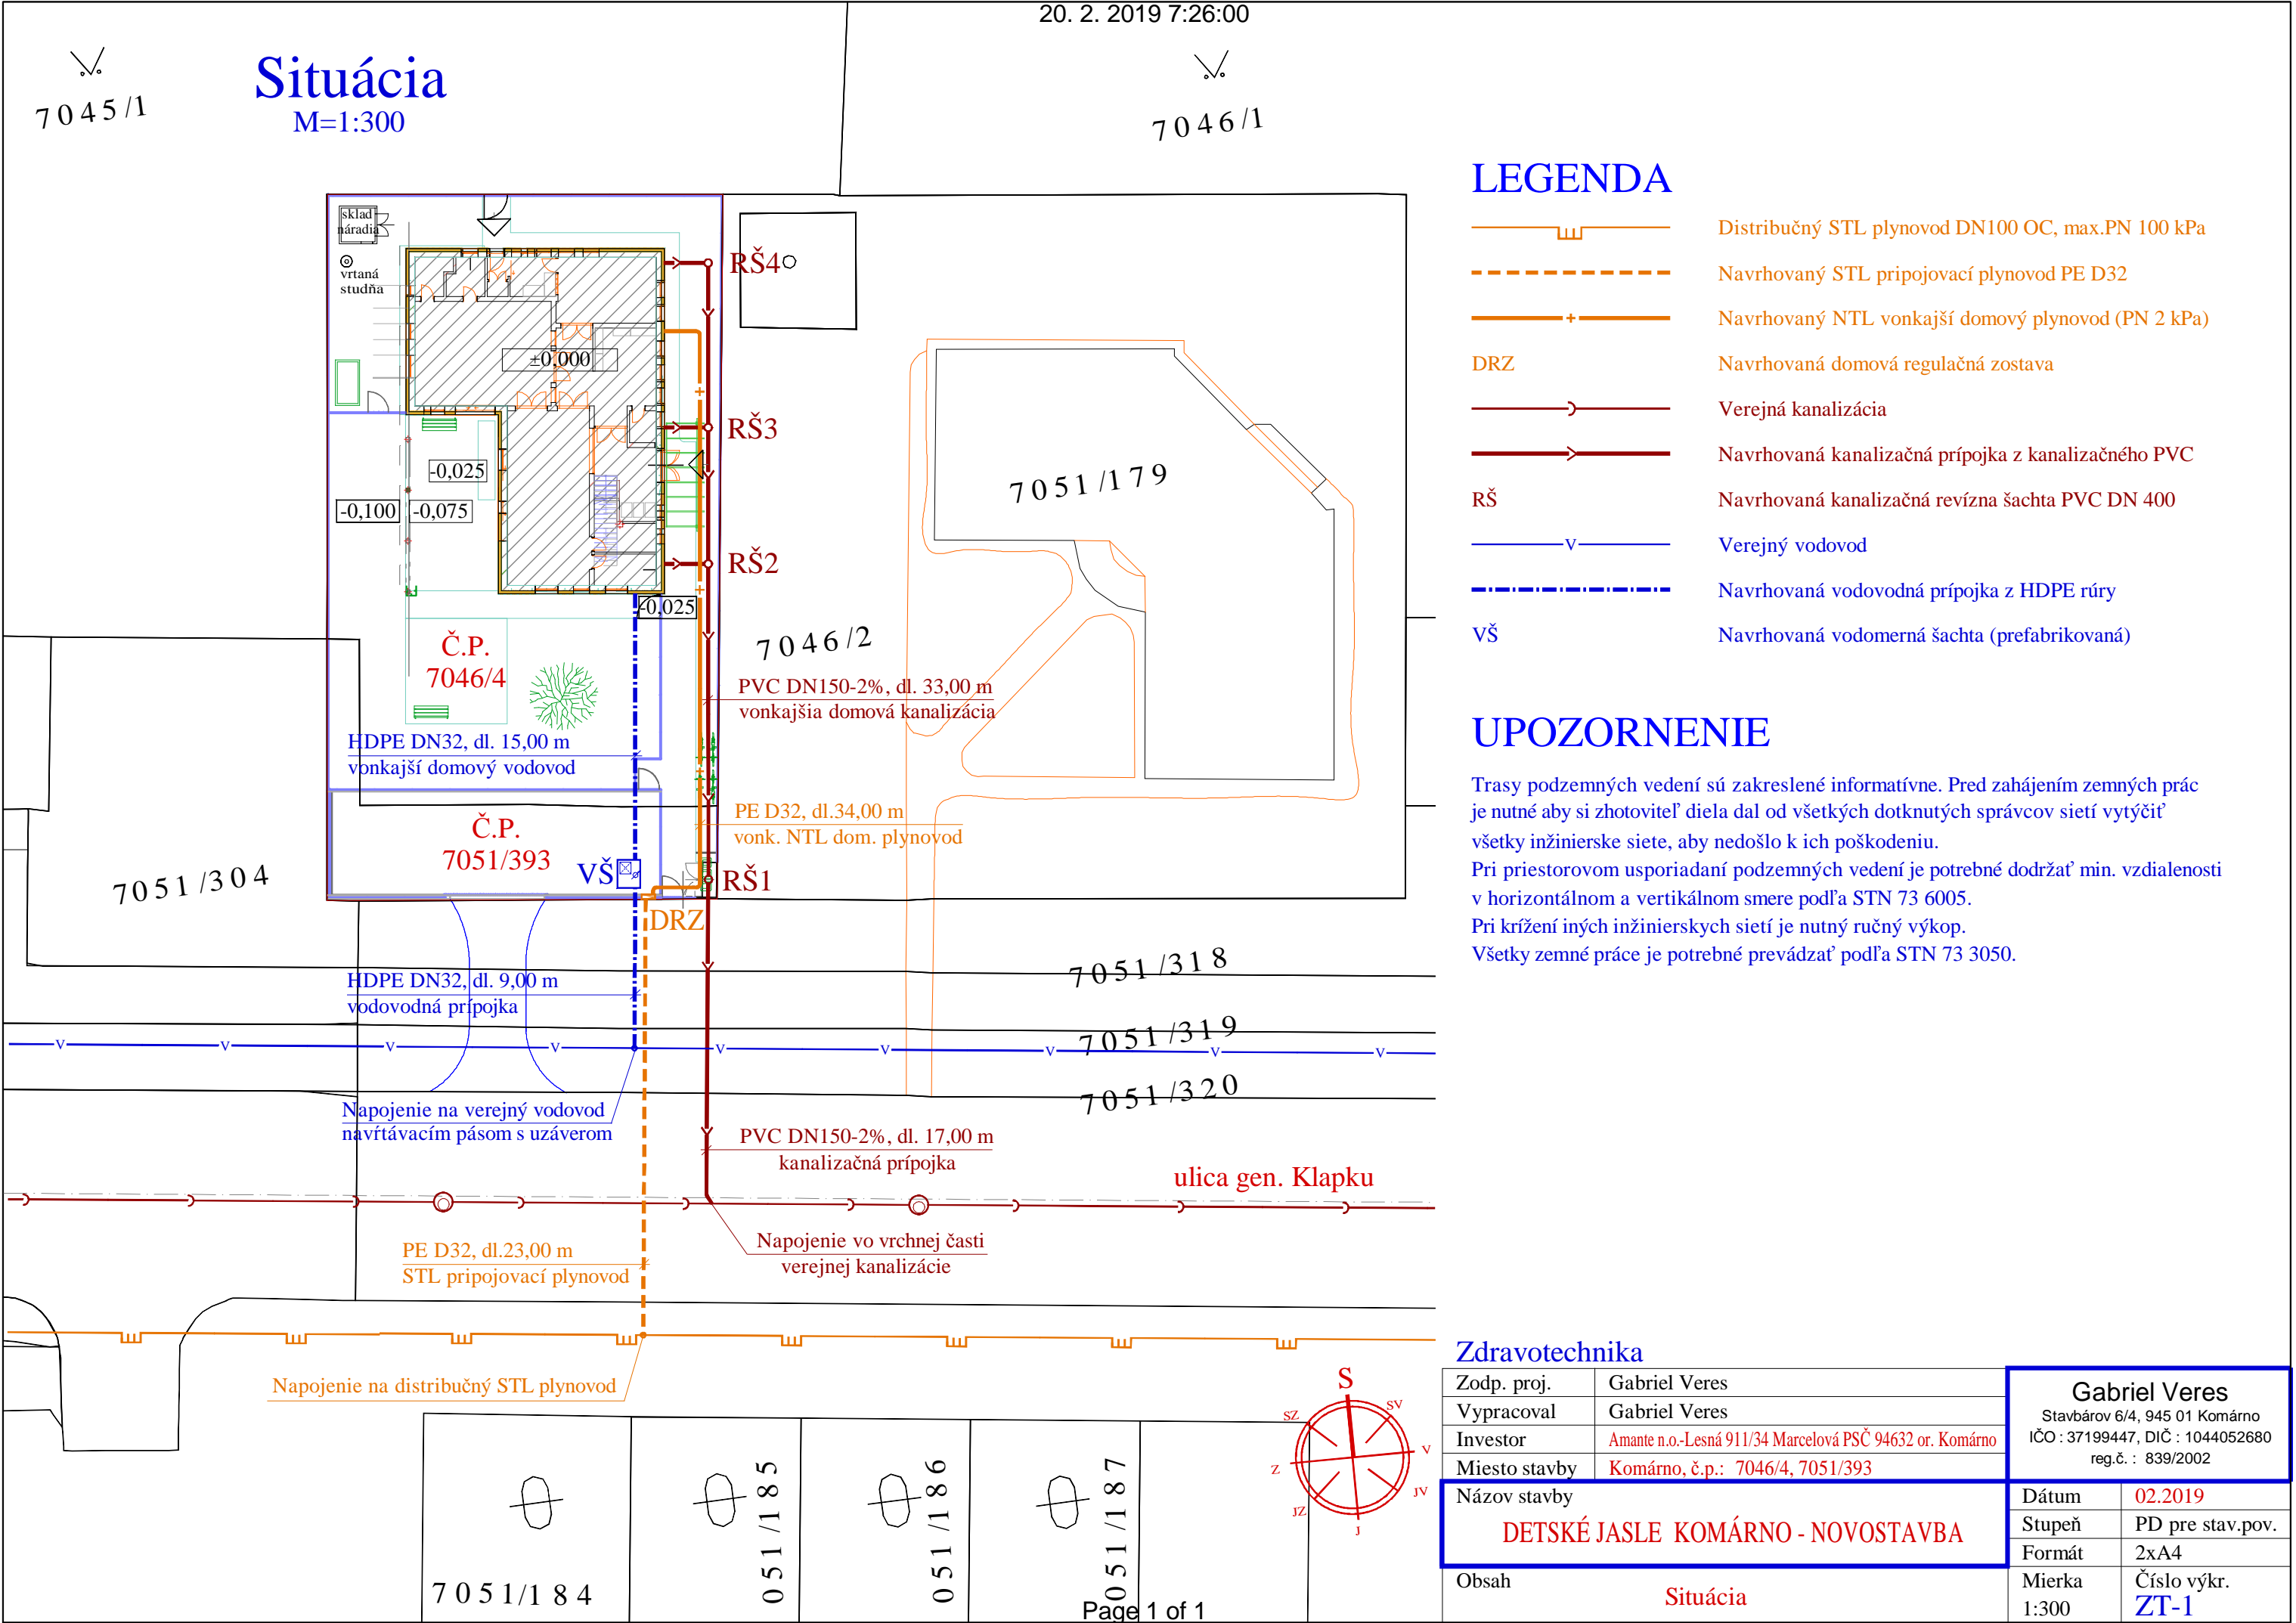 20. 2. 2019 7:26:00
Situácia
M=1:300
7045/1
7046/1
sklad
náradia
vrtaná
studňa
±0,000
-0,025
-0,100
-0,075
-0,025
RŠ4
RŠ3
RŠ2
7051/179
7046/2
Č.P.
7046/4
PVC DN150-2%, dl. 33,00 m
vonkajšia domová kanalizácia
HDPE DN32, dl. 15,00 m
vonkajší domový vodovod
PE D32, dl.34,00 m
vonk. NTL dom. plynovod
Č.P.
7051/393
VŠ
RŠ1
DRZ
7051/304
7051/318
HDPE DN32, dl. 9,00 m
vodovodná prípojka
7051/319
v v v v v v v v v
7051/320
Napojenie na verejný vodovod
navŕtávacím pásom s uzáverom
PVC DN150-2%, dl. 17,00 m
kanalizačná prípojka
ulica gen. Klapku
Napojenie vo vrchnej časti
verejnej kanalizácie
PE D32, dl.23,00 m
STL pripojovací plynovod
Napojenie na distribučný STL plynovod
7051/184
051/185
051/186
051/187
S
SV
V
JV
J
JZ
Z
SZ
LEGENDA
Distribučný STL plynovod DN100 OC, max.PN 100 kPa
Navrhovaný STL pripojovací plynovod PE D32
Navrhovaný NTL vonkajší domový plynovod (PN 2 kPa)
DRZ Navrhovaná domová regulačná zostava
Verejná kanalizácia
Navrhovaná kanalizačná prípojka z kanalizačného PVC
RŠ Navrhovaná kanalizačná revízna šachta PVC DN 400
v Verejný vodovod
Navrhovaná vodovodná prípojka z HDPE rúry
VŠ Navrhovaná vodomerná šachta (prefabrikovaná)
UPOZORNENIE
Trasy podzemných vedení sú zakreslené informatívne. Pred zahájením zemných prác
je nutné aby si zhotoviteľ diela dal od všetkých dotknutých správcov sietí vytýčiť
všetky inžinierske siete, aby nedošlo k ich poškodeniu.
Pri priestorovom usporiadaní podzemných vedení je potrebné dodržať min. vzdialenosti
v horizontálnom a vertikálnom smere podľa STN 73 6005.
Pri krížení iných inžinierskych sietí je nutný ručný výkop.
Všetky zemné práce je potrebné prevádzať podľa STN 73 3050.
Zdravotechnika
Zodp. proj. Gabriel Veres
Vypracoval Gabriel Veres
Investor Amante n.o.-Lesná 911/34 Marcelová PSČ 94632 or. Komárno
Miesto stavby Komárno, č.p.: 7046/4, 7051/393
Gabriel Veres
Stavbárov 6/4, 945 01 Komárno
IČO : 37199447, DIČ : 1044052680
reg.č. : 839/2002
Názov stavby
DETSKÉ JASLE KOMÁRNO - NOVOSTAVBA
Dátum 02.2019
Stupeň PD pre stav.pov.
Formát 2xA4
Obsah
Situácia
Mierka
1:300
Číslo výkr.
ZT-1
Page 1 of 1